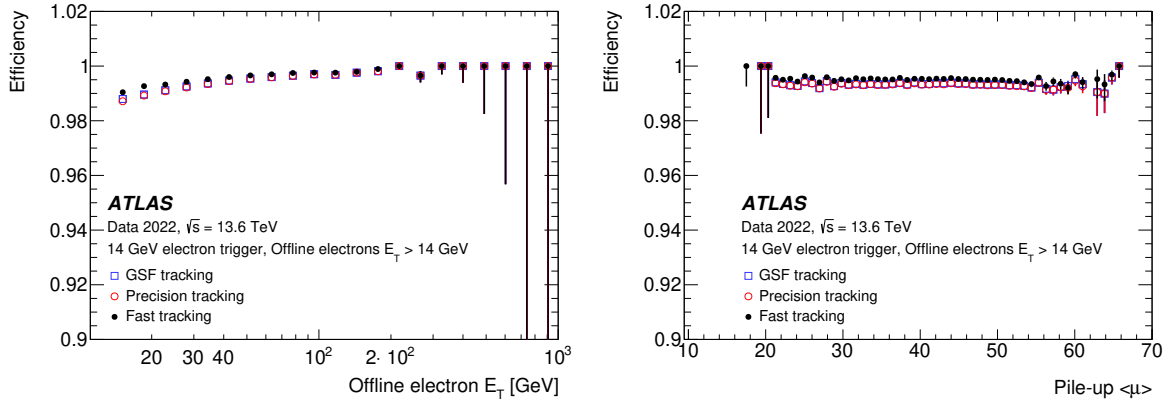 Efficiency
1.02
1
0.98
0.96
0.94
0.92
0.9
ATLAS
Data 2022, √s = 13.6 TeV
14 GeV electron trigger, Offline electrons E_T > 14 GeV
GSF tracking
Precision tracking
Fast tracking
20 30 40 10² 2· 10² 10³
Offline electron E_T [GeV]
Efficiency
1.02
1
0.98
0.96
0.94
0.92
0.9
ATLAS
Data 2022, √s = 13.6 TeV
14 GeV electron trigger, Offline electrons E_T > 14 GeV
GSF tracking
Precision tracking
Fast tracking
10 20 30 40 50 60 70
Pile-up <μ>